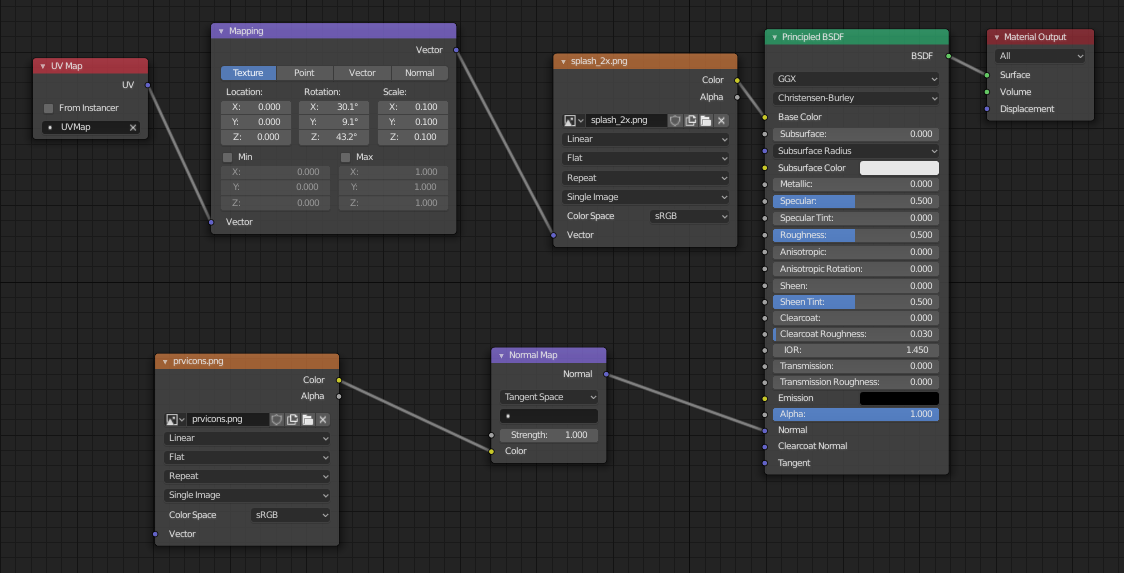 UV Map
UV
From Instancer
UVMap
Mapping
Vector
Texture Point Vector Normal
Location: Rotation: Scale:
X: 0.000 X: 30.1° X: 0.100
Y: 0.000 Y: 9.1° Y: 0.100
Z: 0.000 Z: 43.2° Z: 0.100
Min Max
X: 0.000 X: 1.000
Y: 0.000 Y: 1.000
Z: 0.000 Z: 1.000
Vector
splash_2x.png
Color
Alpha
splash_2x.png
Linear
Flat
Repeat
Single Image
Color Space sRGB
Vector
Principled BSDF
BSDF
GGX
Christensen-Burley
Base Color
Subsurface: 0.000
Subsurface Radius
Subsurface Color
Metallic: 0.000
Specular: 0.500
Specular Tint: 0.000
Roughness: 0.500
Anisotropic: 0.000
Anisotropic Rotation: 0.000
Sheen: 0.000
Sheen Tint: 0.500
Clearcoat: 0.000
Clearcoat Roughness: 0.030
IOR: 1.450
Transmission: 0.000
Transmission Roughness: 0.000
Emission
Alpha: 1.000
Normal
Clearcoat Normal
Tangent
Material Output
All
Surface
Volume
Displacement
prvicons.png
Color
Alpha
prvicons.png
Linear
Flat
Repeat
Single Image
Color Space sRGB
Vector
Normal Map
Normal
Tangent Space
Strength: 1.000
Color